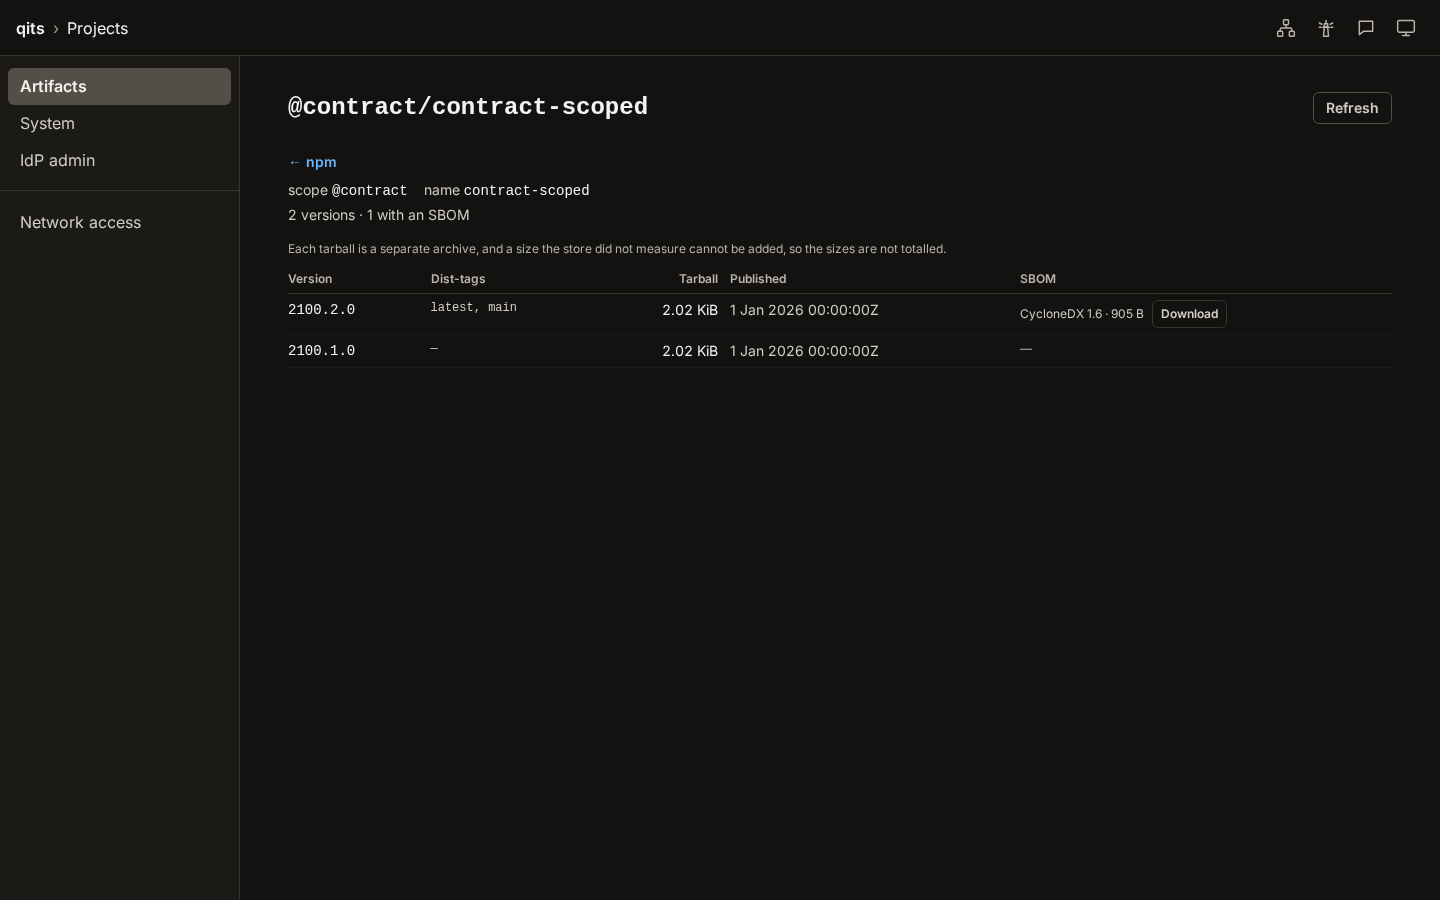 qits › Projects
Artifacts
System
IdP admin
Network access
@contract/contract-scoped
Refresh
← npm
scope @contract name contract-scoped
2 versions · 1 with an SBOM
Each tarball is a separate archive, and a size the store did not measure cannot be added, so the sizes are not totalled.
Version Dist-tags Tarball Published SBOM
2100.2.0 latest, main 2.02 KiB 1 Jan 2026 00:00:00Z CycloneDX 1.6 · 905 B Download
2100.1.0 — 2.02 KiB 1 Jan 2026 00:00:00Z —